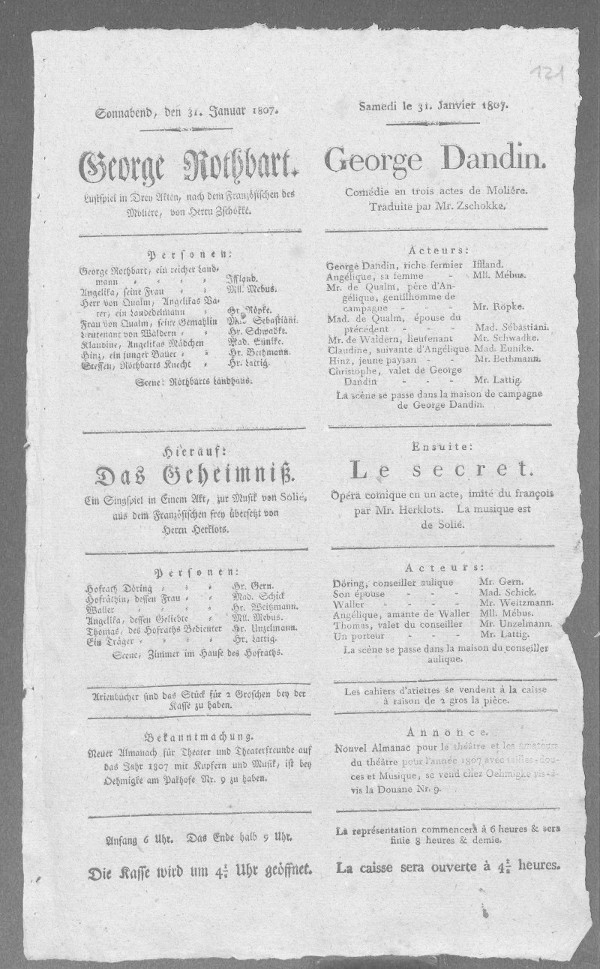 121
Sonnabend, den 31. Januar 1807.
George Rothbart.
Lustspiel in Drey Akten, nach dem Französischen des
Moliere, von Herrn Zschokke.
Personen:
George Rothbart, ein reicher Land-
mann - - - Iffland.
Angelika, seine Frau - - Mll. Mebus.
Herr von Qualm, Angelikas Va-
ter, ein Landedelmann - Hr. Röpke.
Frau von Qualm, seine Gemahlin Mad. Sebastiani.
Lieutenant von Waldern - Hr. Schwadke.
Klaudine, Angelikas Mädchen Mad. Eunike.
Hinz, ein junger Bauer - Hr. Bethmann.
Steffen, Rothbarts Knecht - Hr. Lattig.
Scene: Rothbarts Landhaus.
Hierauf:
Das Geheimniß.
Ein Singspiel in Einem Akt, zur Musik von Solié,
aus dem Französischen frey übersetzt von
Herrn Herklots.
Personen:
Hofrath Döring - - - Hr. Gern.
Hofräthin, dessen Frau - - Mad. Schick
Waller - - - - Hr. Weitzmann.
Angelika, dessen Geliebte - Mll. Mebus.
Thomas, des Hofraths Bedienter Hr. Unzelmann.
Ein Träger - - - Hr. Lattig.
Scene: Zimmer im Hause des Hofraths.
Arienbücher sind das Stück für 2 Groschen bey der
Kasse zu haben.
Bekanntmachung.
Neuer Almanach für Theater und Theaterfreunde auf
das Jahr 1807 mit Kupfern und Musik, ist bey
Oehmigke am Pakhofe Nr. 9 zu haben.
Anfang 6 Uhr. Das Ende halb 9 Uhr.
Die Kasse wird um 4½ Uhr geöffnet.
Samedi le 31. Janvier 1807.
George Dandin.
Comédie en trois actes de Moliére.
Traduite par Mr. Zschokke.
Acteurs:
George Dandin, riche fermier Iffland.
Angélique, sa femme - Mll. Mébus.
Mr. de Qualm, père d'An-
gélique, gentilhomme de
campagne - - - Mr. Röpke.
Mad. de Qualm, épouse du
précédent - - - Mad. Sébastiani.
Mr. de Waldern, lieutenant Mr. Schwadke.
Claudine, suivante d'Angélique Mad. Eunike.
Hinz, jeune paysan - - Mr. Bethmann.
Christophe, valet de George
Dandin - - - Mr. Lattig.
La scène se passe dans la maison de campagne
de George Dandin.
Ensuite:
Le secret.
Opéra comique en un acte, imité du françois
par Mr. Herklots. La musique est
de Solié.
Acteurs:
Döring, conseiller aulique Mr. Gern.
Son épouse - - - Mad. Schick.
Waller - - - - Mr. Weitzmann.
Angélique, amante de Waller Mll. Mébus.
Thomas, valet du conseiller Mr. Unzelmann.
Un porteur - - - Mr. Lattig.
La scène se passe dans la maison du conseiller
aulique.
Les cahiers d'ariettes se vendent à la caisse
à raison de 2 gros la pièce.
Annonce.
Nouvel Almanac pour le théâtre et les amateurs
du théâtre pour l'année 1807 avec tailles-dou-
ces et Musique, se vend chez Oehmigke vis-à-
vis la Douane Nr. 9.
La représentation commencera á 6 heures & sera
finie 8 heures & demie.
La caisse sera ouverte à 4½ heures.